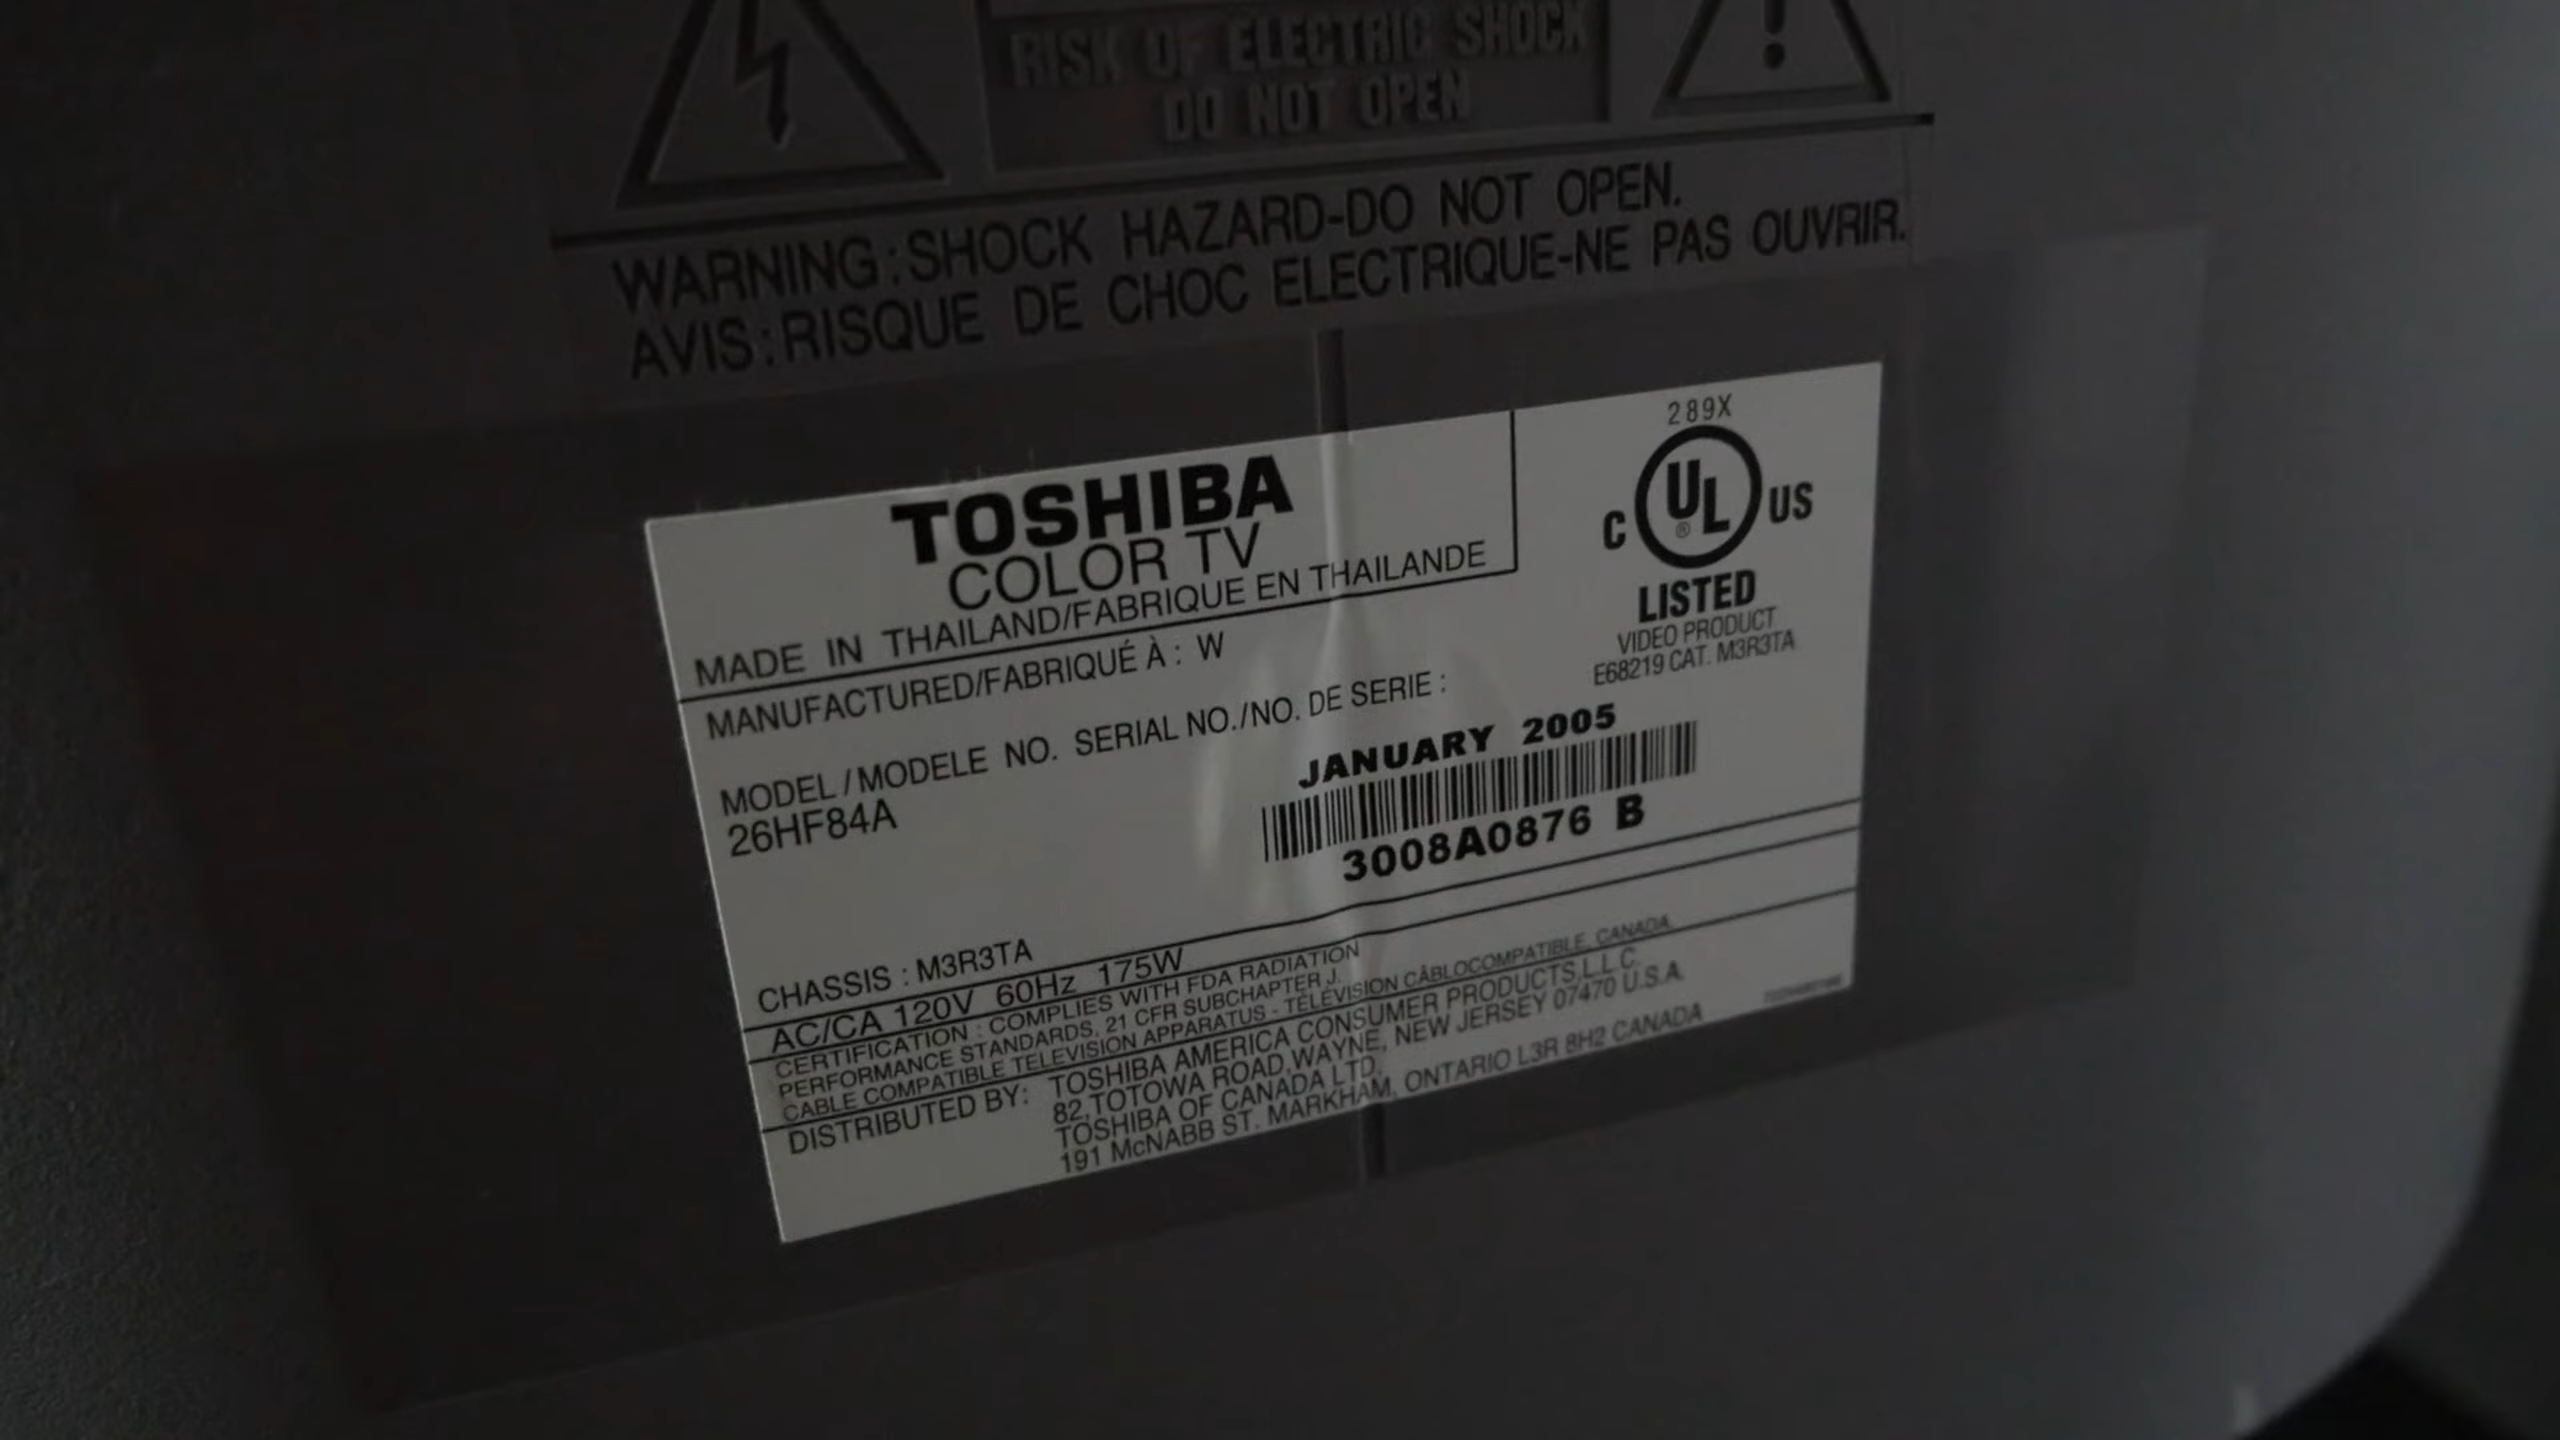 RISK OF ELECTRIC SHOCK
DO NOT OPEN
WARNING:SHOCK HAZARD-DO NOT OPEN.
AVIS:RISQUE DE CHOC ELECTRIQUE-NE PAS OUVRIR.
289X
C UL® US
LISTED
VIDEO PRODUCT
E68219 CAT. M3R3TA
TOSHIBA
COLOR TV
MADE IN THAILAND/FABRIQUE EN THAILANDE
MANUFACTURED/FABRIQUÉ À : W
MODEL/MODELE NO. SERIAL NO./NO. DE SERIE :
26HF84A
JANUARY 2005
3008A0876 B
CHASSIS : M3R3TA
AC/CA 120V 60Hz 175W
CERTIFICATION : COMPLIES WITH FDA RADIATION
PERFORMANCE STANDARDS, 21 CFR SUBCHAPTER J.
CABLE COMPATIBLE TELEVISION APPARATUS - TÉLÉVISION CÂBLOCOMPATIBLE, CANADA.
DISTRIBUTED BY: TOSHIBA AMERICA CONSUMER PRODUCTS,L.L.C.
82,TOTOWA ROAD,WAYNE, NEW JERSEY 07470 U.S.A.
TOSHIBA OF CANADA LTD.
191 McNABB ST. MARKHAM, ONTARIO L3R 8H2 CANADA